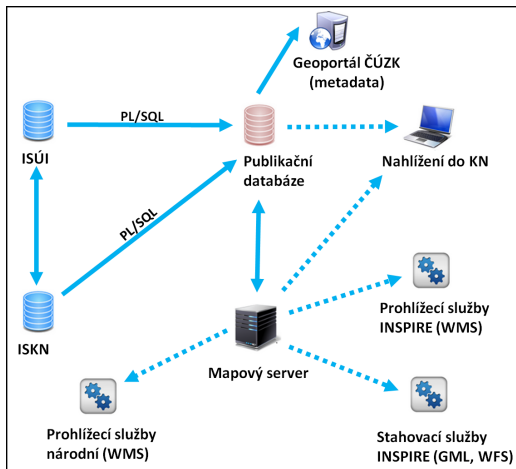 Geoportál ČÚZK
(metadata)
PL/SQL
ISÚI
Publikační
databáze
Nahlížení do KN
PL/SQL
ISKN
Mapový server
Prohlížecí služby
INSPIRE (WMS)
Prohlížecí služby
národní (WMS)
Stahovací služby
INSPIRE (GML, WFS)